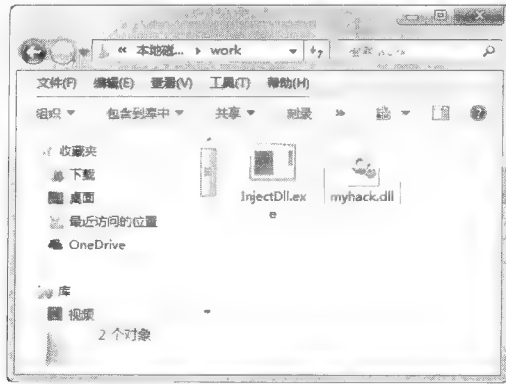 « 本地磁... ▸ work
文件(F) 编辑(E) 查看(V) 工具(T) 帮助(H)
组织 包含到库中 共享 刻录 »
收藏夹
下载
桌面
最近访问的位置
OneDrive
库
视频
InjectDll.ex
e
myhack.dll
2 个对象